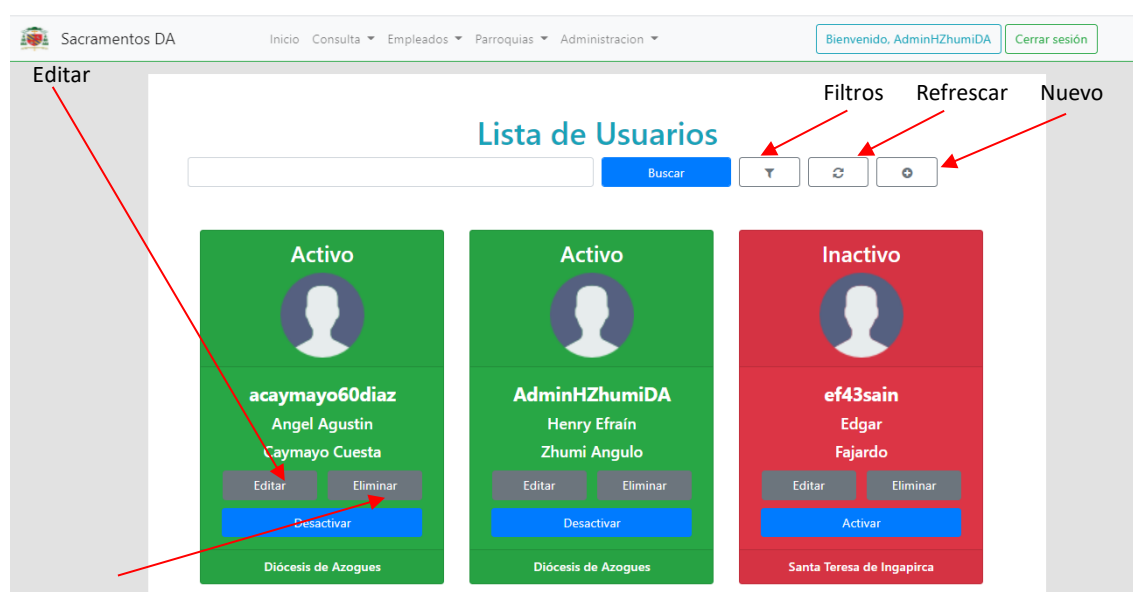 Sacramentos DA Inicio Consulta Empleados Parroquias Administracion Bienvenido, AdminHZhumiDA Cerrar sesión
Editar
Filtros Refrescar Nuevo
Lista de Usuarios
Buscar
Activo Activo Inactivo
acaymayo60diaz AdminHZhumiDA ef43sain
Angel Agustin Henry Efraín Edgar
Caymayo Cuesta Zhumi Angulo Fajardo
Editar Eliminar Editar Eliminar Editar Eliminar
Desactivar Desactivar Activar
Diócesis de Azogues Diócesis de Azogues Santa Teresa de Ingapirca